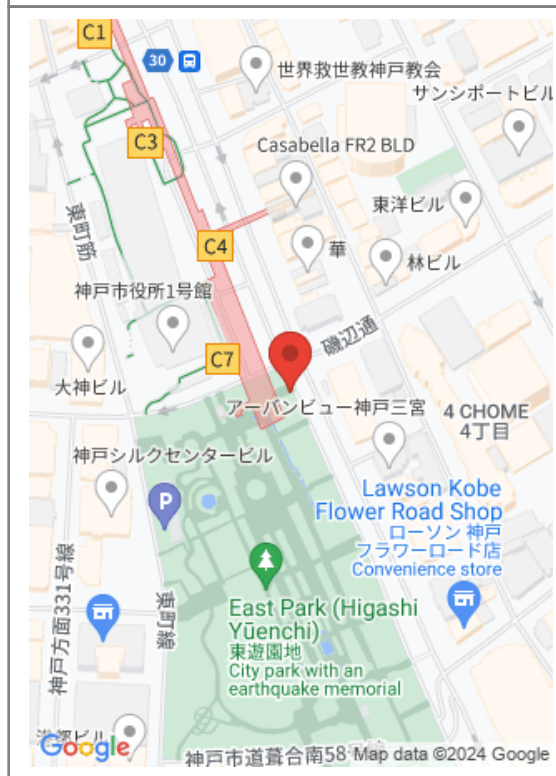 C1
30
世界救世教神戸教会
サンシポートビル
C3
Casabella FR2 BLD
東町筋
東洋ビル
C4
華
林ビル
神戸市役所1号館
磯辺通
C7
大神ビル
アーバンビュー神戸三宮
4 CHOME
4丁目
神戸シルクセンタービル
P
Lawson Kobe
Flower Road Shop
ローソン 神戸
フラワーロード店
Convenience store
神戸方面331号線
東町線
East Park (Higashi
Yūenchi)
東遊園地
City park with an
earthquake memorial
Google
神戸市道葺合南58
Map data ©2024 Google